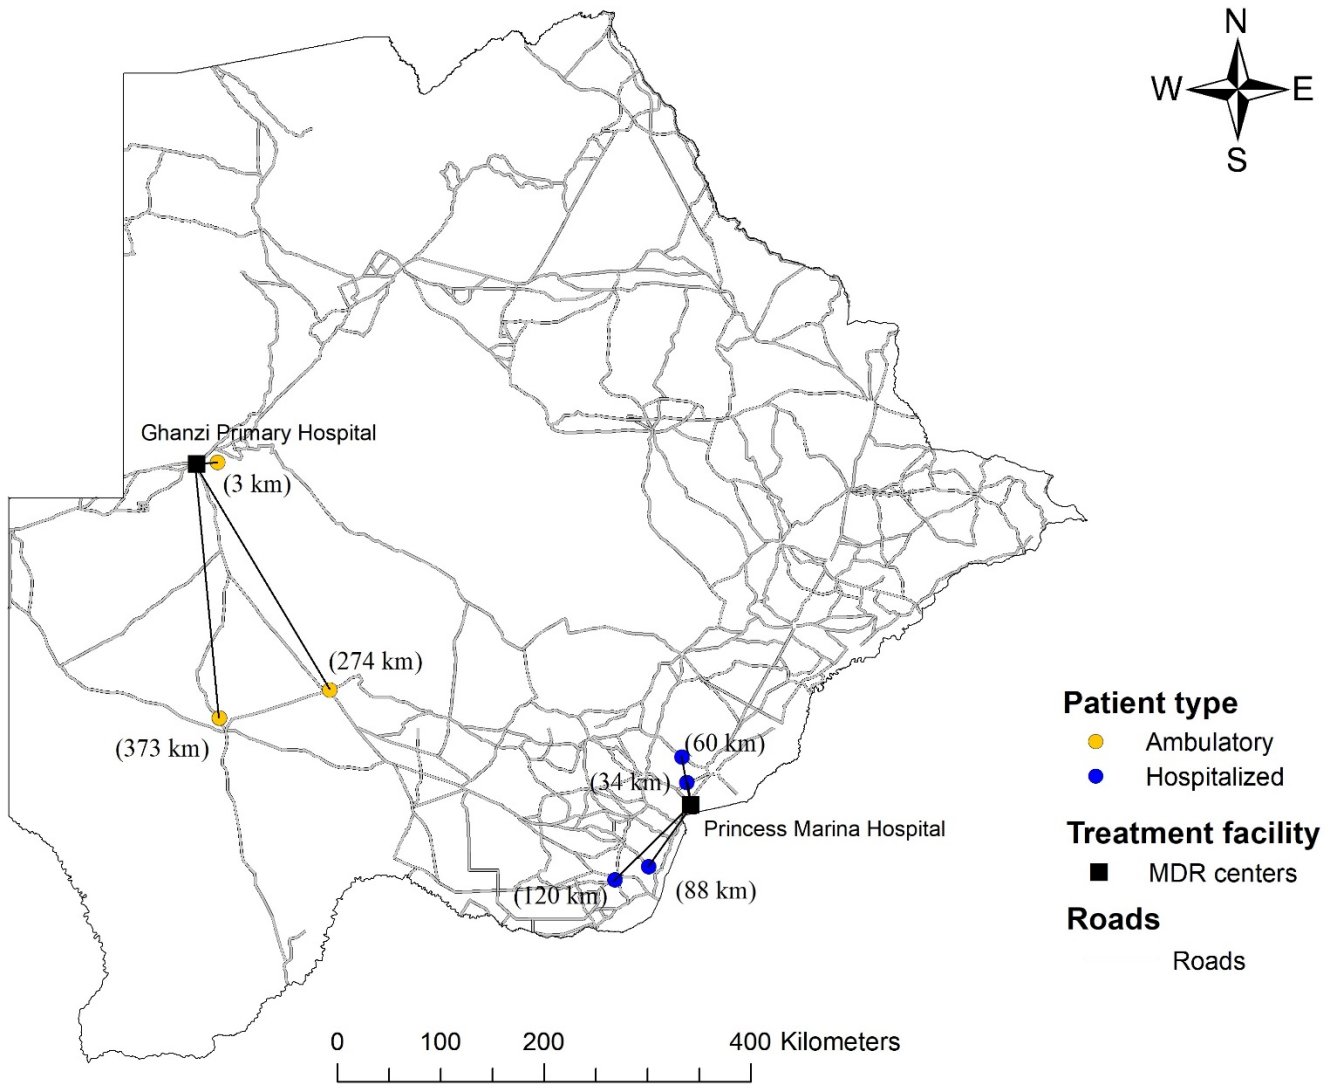 N
W E
S
Ghanzi Primary Hospital
(3 km)
(274 km)
(373 km)
(60 km)
(34 km)
Princess Marina Hospital
(120 km)
(88 km)
Patient type
Ambulatory
Hospitalized
Treatment facility
MDR centers
Roads
Roads
0 100 200 400 Kilometers